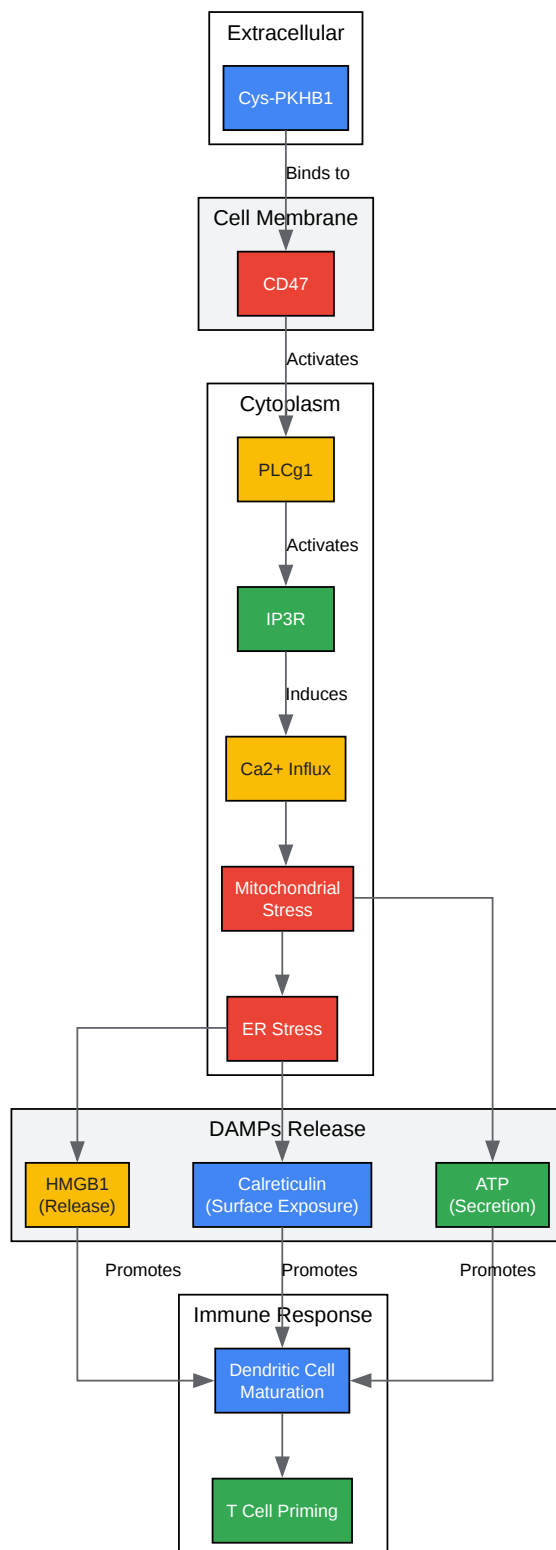 Extracellular
Cys-PKHB1
Binds to
Cell Membrane
CD47
Activates
Cytoplasm
PLCg1
Activates
IP3R
Induces
Ca2+ Influx
Mitochondrial
Stress
ER Stress
DAMPs Release
HMGB1
(Release)
Calreticulin
(Surface Exposure)
ATP
(Secretion)
Promotes
Promotes
Promotes
Immune Response
Dendritic Cell
Maturation
T Cell Priming